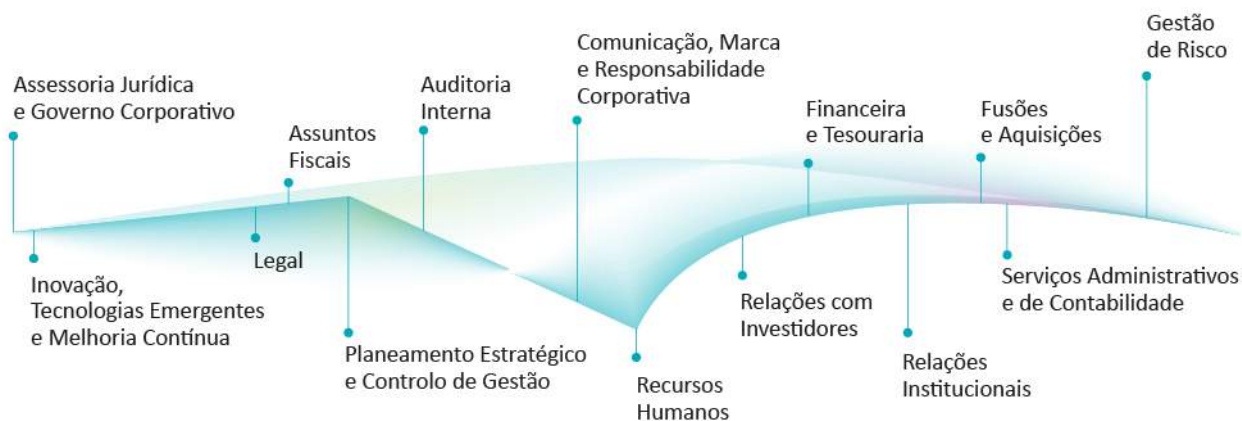 Assessoria Jurídica
e Governo Corporativo
Inovação,
Tecnologias Emergentes
e Melhoria Contínua
Legal
Assuntos
Fiscais
Planeamento Estratégico
e Controlo de Gestão
Auditoria
Interna
Comunicação, Marca
e Responsabilidade
Corporativa
Recursos
Humanos
Relações com
Investidores
Financeira
e Tesouraria
Relações
Institucionais
Fusões
e Aquisições
Serviços Administrativos
e de Contabilidade
Gestão
de Risco